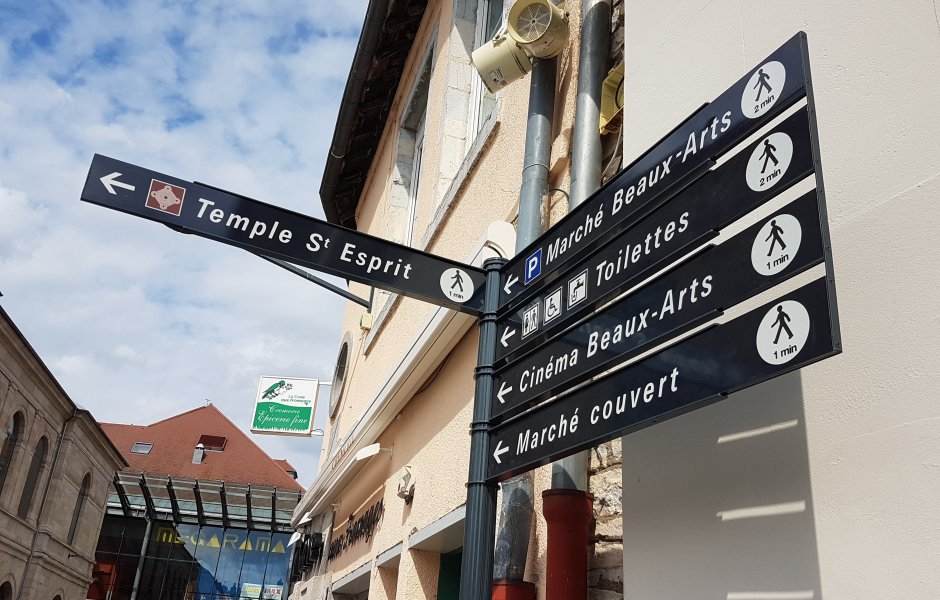 Temple St Esprit
1 min
P Marché Beaux-Arts
2 min
Toilettes
2 min
Cinéma Beaux-Arts
1 min
Marché couvert
1 min
Crèmerie
Epicerie fine
MEGARAMA